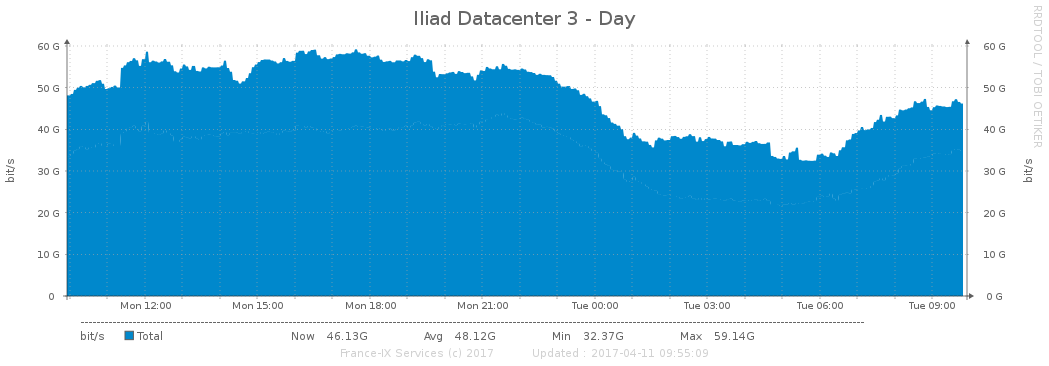 Iliad Datacenter 3 - Day
RRDTOOL / TOBI OETIKER
60 G 60 G
50 G 50 G
40 G 40 G
30 G 30 G
20 G 20 G
10 G 10 G
0 0 G
bit/s
bit/s
Mon 12:00 Mon 15:00 Mon 18:00 Mon 21:00 Tue 00:00 Tue 03:00 Tue 06:00 Tue 09:00
bit/s Total Now 46.13G Avg 48.12G Min 32.37G Max 59.14G
France-IX Services (c) 2017 Updated : 2017-04-11 09:55:09